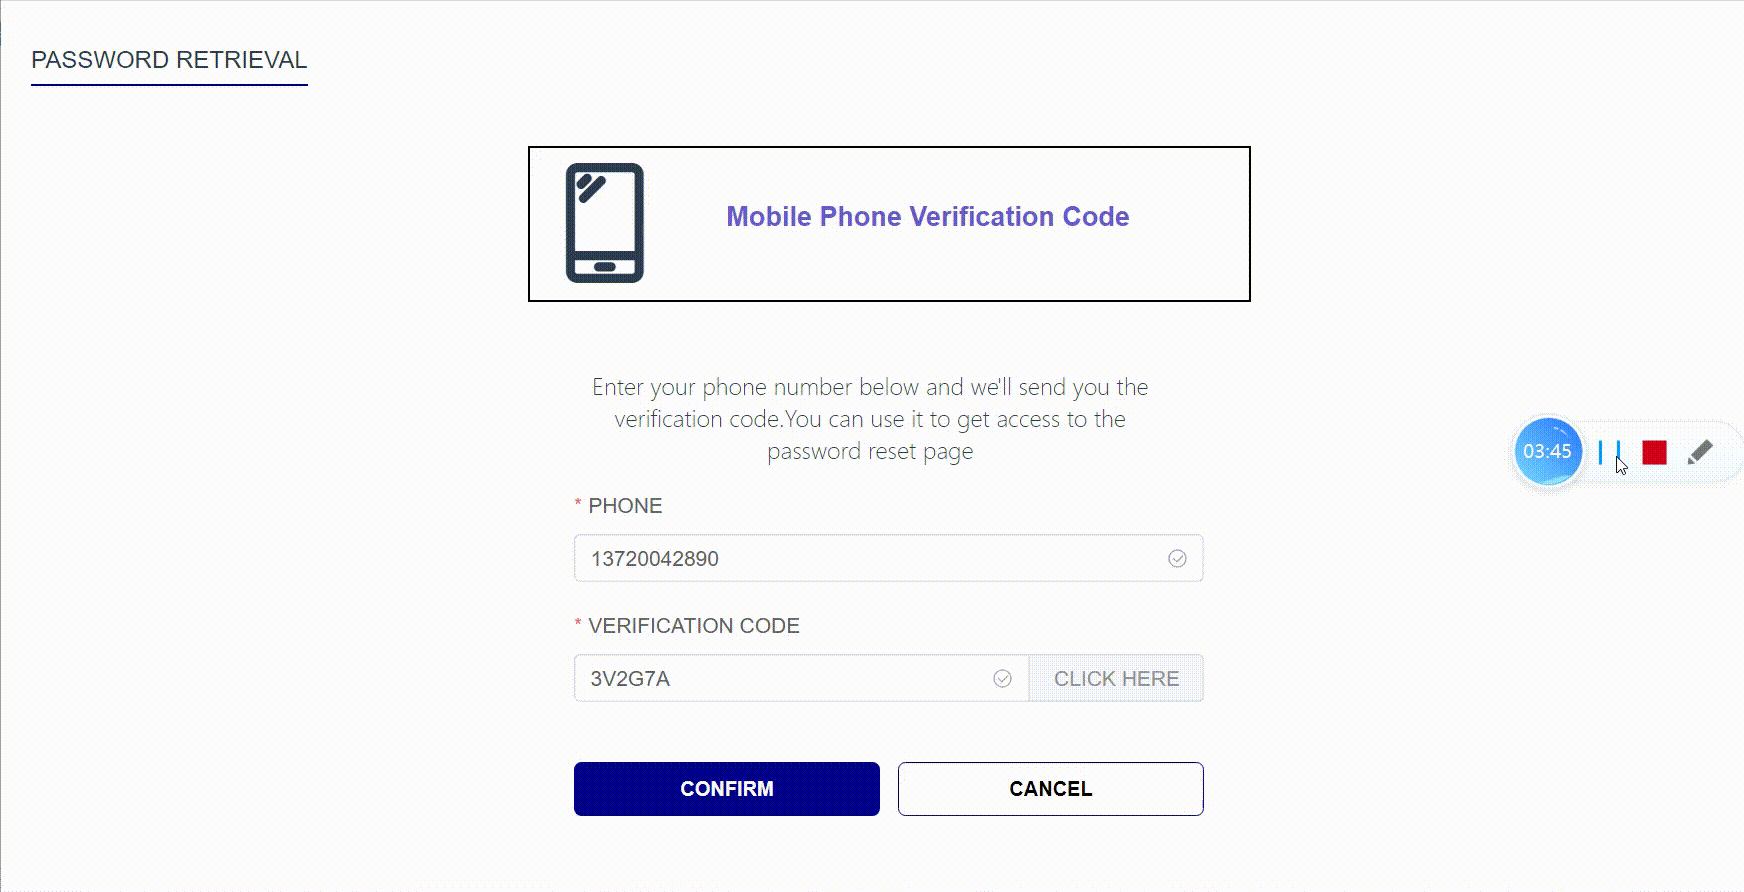 PASSWORD RETRIEVAL
Mobile Phone Verification Code
Enter your phone number below and we'll send you the
verification code.You can use it to get access to the
password reset page
* PHONE
13720042890
* VERIFICATION CODE
3V2G7A
CLICK HERE
CONFIRM
CANCEL
03:45